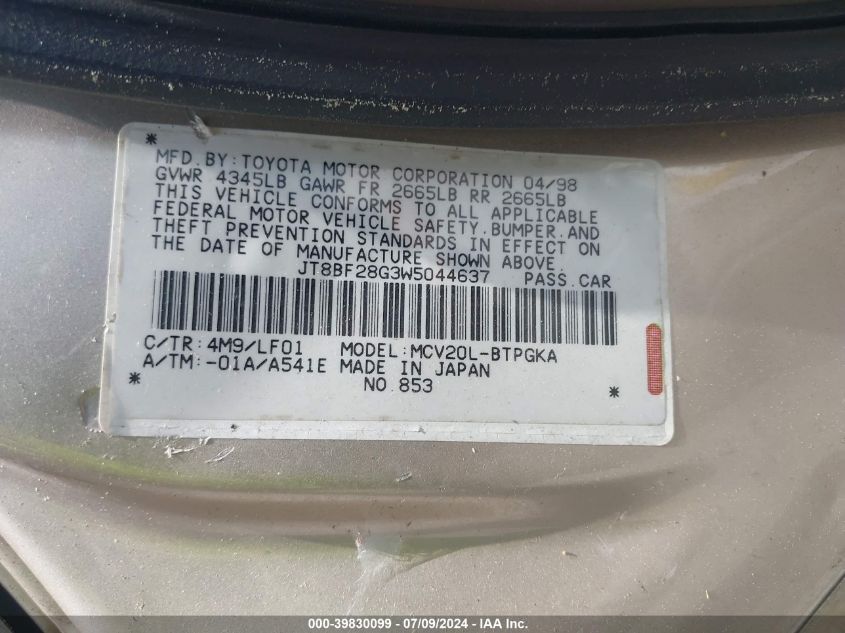 MFD.BY:TOYOTA MOTOR CORPORATION 04/98
GVWR 4345LB GAWR FR 2665LB RR 2665LB
THIS VEHICLE CONFORMS TO ALL APPLICABLE
FEDERAL MOTOR VEHICLE SAFETY,BUMPER,AND
THEFT PREVENTION STANDARDS IN EFFECT ON
THE DATE OF MANUFACTURE SHOWN ABOVE.
JT8BF28G3W5044637 PASS.CAR
C/TR:4M9/LF01 MODEL:MCV20L-BTPGKA
A/TM:-01A/A541E MADE IN JAPAN
NO.853
000-39830099 - 07/09/2024 - IAA Inc.